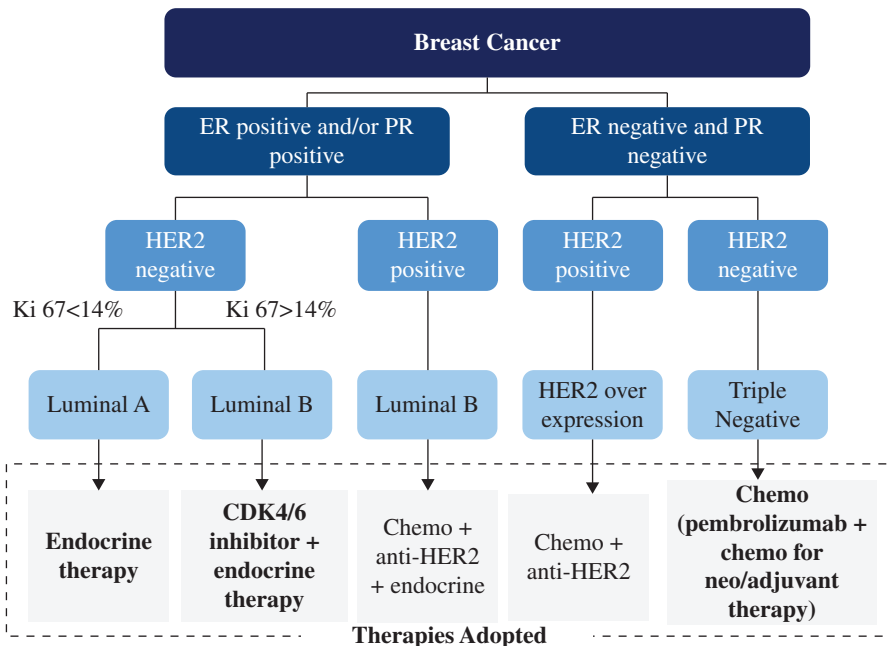 Breast Cancer
ER positive and/or PR
positive
ER negative and PR
negative
HER2
negative
HER2
positive
HER2
positive
HER2
negative
Ki 67<14%
Ki 67>14%
Luminal A
Luminal B
Luminal B
HER2 over
expression
Triple
Negative
Endocrine
therapy
CDK4/6
inhibitor +
endocrine
therapy
Chemo +
anti-HER2
+ endocrine
Chemo +
anti-HER2
Chemo
(pembrolizumab +
chemo for
neo/adjuvant
therapy)
Therapies Adopted